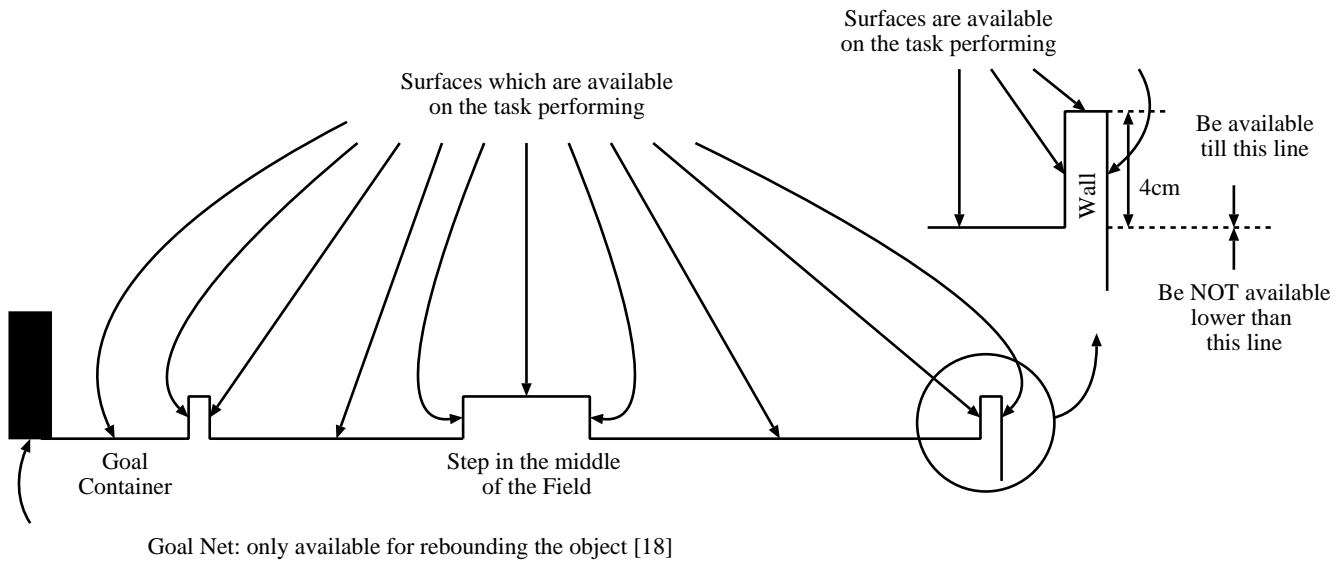 Surfaces are available
on the task performing
Surfaces which are available
on the task performing
Be available
till this line
Wall
4cm
Be NOT available
lower than
this line
Goal
Container
Step in the middle
of the Field
Goal Net: only available for rebounding the object [18]